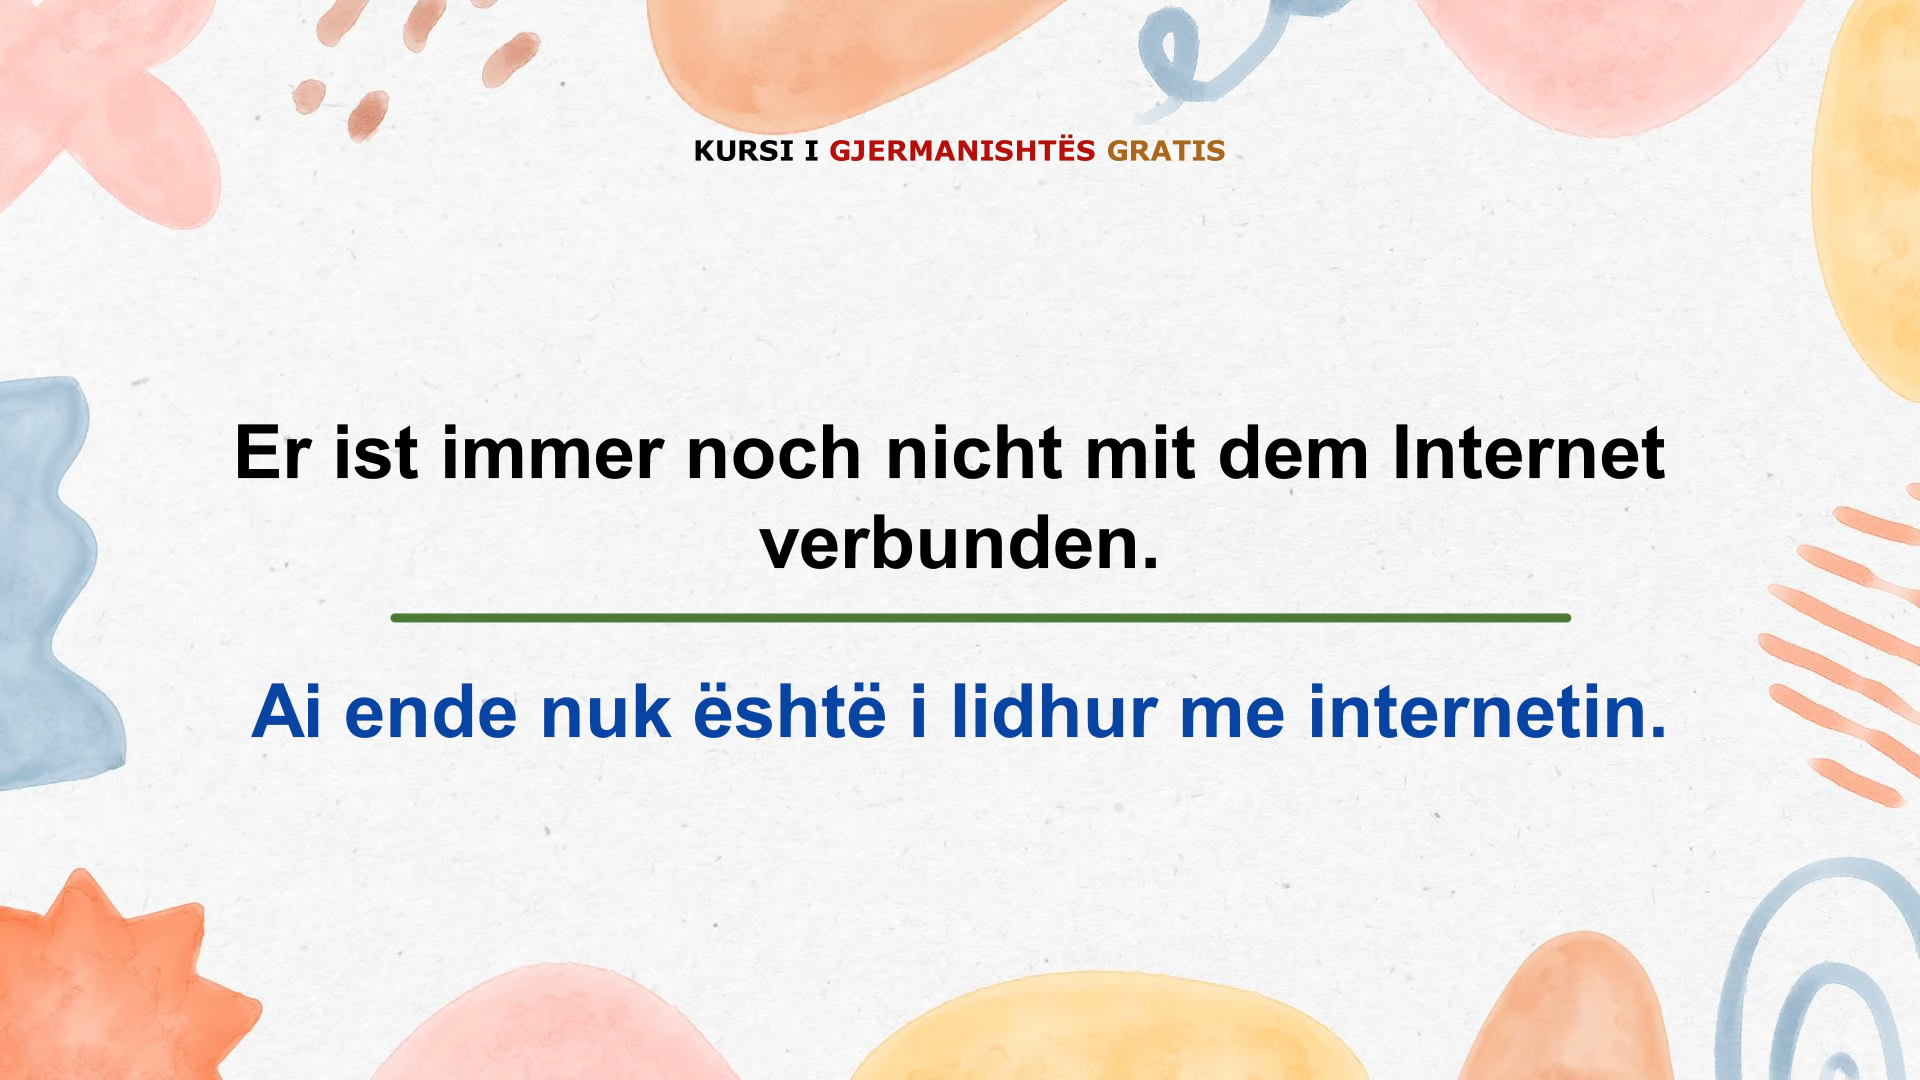 KURSI I GJERMANISHTËS GRATIS
Er ist immer noch nicht mit dem Internet
verbunden.
Ai ende nuk është i lidhur me internetin.